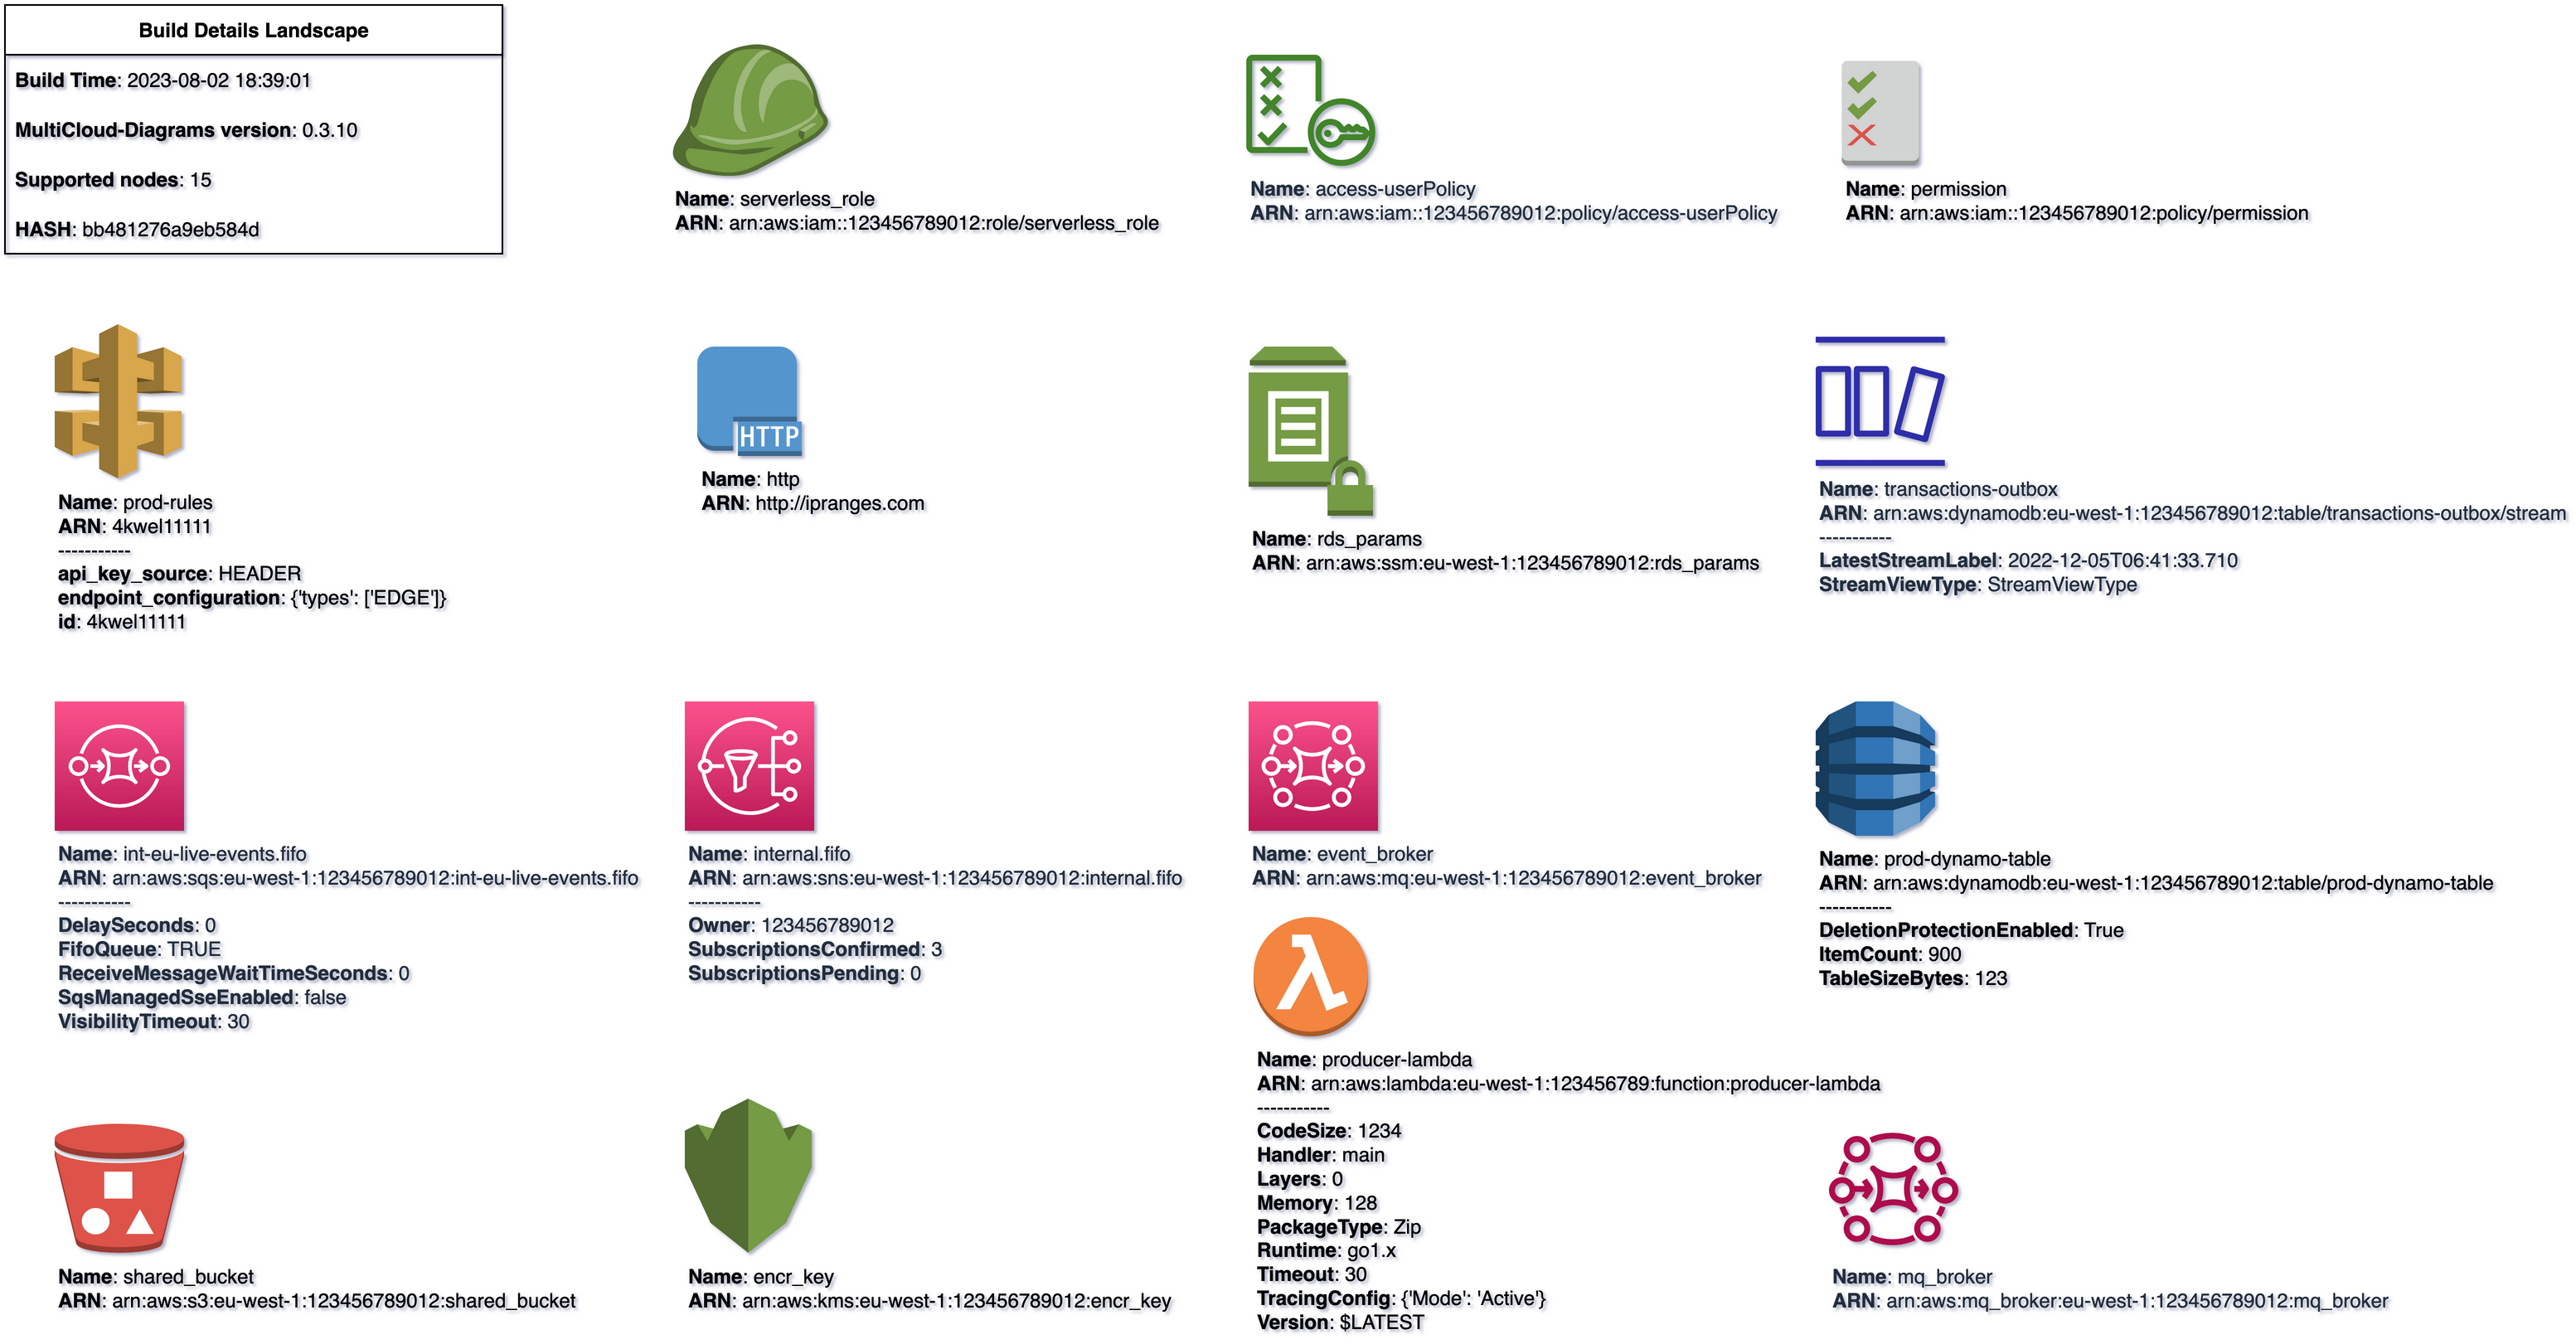 Build Details Landscape
Build Time: 2023-08-02 18:39:01
MultiCloud-Diagrams version: 0.3.10
Supported nodes: 15
HASH: bb481276a9eb584d
Name: serverless_role
ARN: arn:aws:iam::123456789012:role/serverless_role
Name: access-userPolicy
ARN: arn:aws:iam::123456789012:policy/access-userPolicy
Name: permission
ARN: arn:aws:iam::123456789012:policy/permission
Name: prod-rules
ARN: 4kwel11111
-----------
api_key_source: HEADER
endpoint_configuration: {'types': ['EDGE']}
id: 4kwel11111
HTTP
Name: http
ARN: http://ipranges.com
Name: rds_params
ARN: arn:aws:ssm:eu-west-1:123456789012:rds_params
Name: transactions-outbox
ARN: arn:aws:dynamodb:eu-west-1:123456789012:table/transactions-outbox/stream
-----------
LatestStreamLabel: 2022-12-05T06:41:33.710
StreamViewType: StreamViewType
Name: int-eu-live-events.fifo
ARN: arn:aws:sqs:eu-west-1:123456789012:int-eu-live-events.fifo
-----------
DelaySeconds: 0
FifoQueue: TRUE
ReceiveMessageWaitTimeSeconds: 0
SqsManagedSseEnabled: false
VisibilityTimeout: 30
Name: internal.fifo
ARN: arn:aws:sns:eu-west-1:123456789012:internal.fifo
-----------
Owner: 123456789012
SubscriptionsConfirmed: 3
SubscriptionsPending: 0
Name: event_broker
ARN: arn:aws:mq:eu-west-1:123456789012:event_broker
Name: prod-dynamo-table
ARN: arn:aws:dynamodb:eu-west-1:123456789012:table/prod-dynamo-table
-----------
DeletionProtectionEnabled: True
ItemCount: 900
TableSizeBytes: 123
Name: shared_bucket
ARN: arn:aws:s3:eu-west-1:123456789012:shared_bucket
Name: encr_key
ARN: arn:aws:kms:eu-west-1:123456789012:encr_key
Name: producer-lambda
ARN: arn:aws:lambda:eu-west-1:123456789:function:producer-lambda
-----------
CodeSize: 1234
Handler: main
Layers: 0
Memory: 128
PackageType: Zip
Runtime: go1.x
Timeout: 30
TracingConfig: {'Mode': 'Active'}
Version: $LATEST
Name: mq_broker
ARN: arn:aws:mq_broker:eu-west-1:123456789012:mq_broker